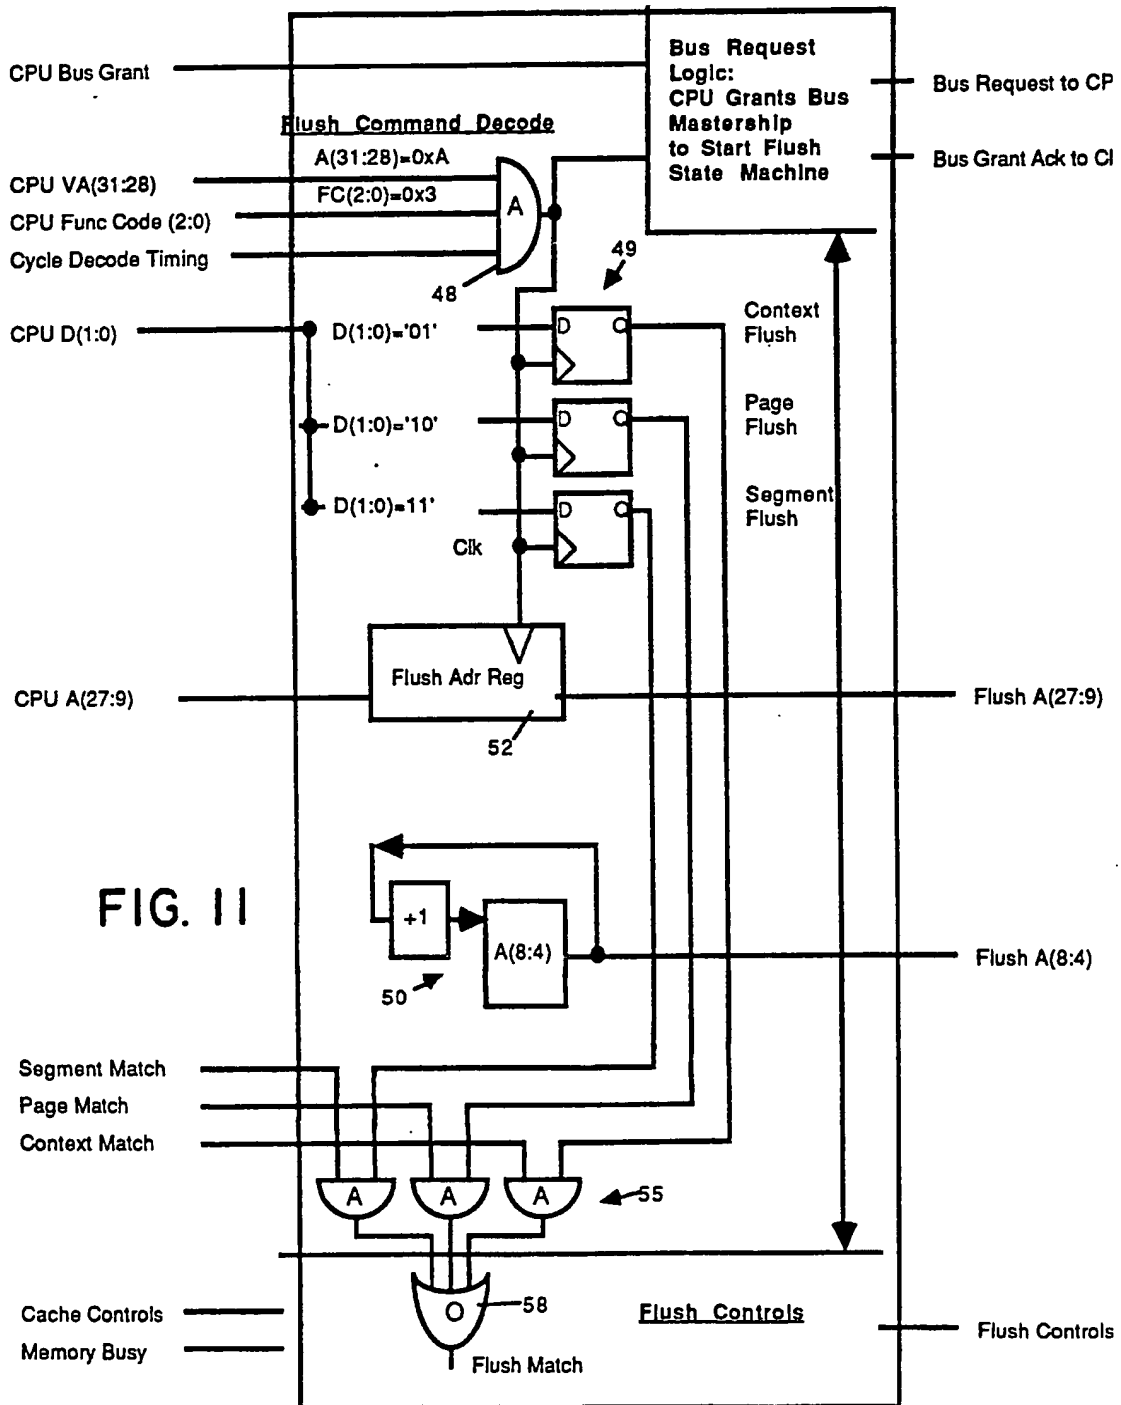 Bus Request
Logic:
CPU Grants Bus
Mastership
to Start Flush
State Machine
CPU Bus Grant
Bus Request to CP
Flush Command Decode
Bus Grant Ack to CI
A(31:28)=0xA
CPU VA(31:28)
FC(2:0)=0x3
A
CPU Func Code (2:0)
Cycle Decode Timing
48
49
CPU D(1:0)
D(1:0)='01'
D
Q
Context
Flush
D(1:0)='10'
D
Q
Page
Flush
D(1:0)=11'
D
Q
Segment
Flush
Clk
Flush Adr Reg
CPU A(27:9)
Flush A(27:9)
52
FIG. 11
+1
A(8:4)
Flush A(8:4)
50
Segment Match
Page Match
Context Match
A
A
A
55
O
58
Cache Controls
Flush Controls
Flush Controls
Memory Busy
Flush Match